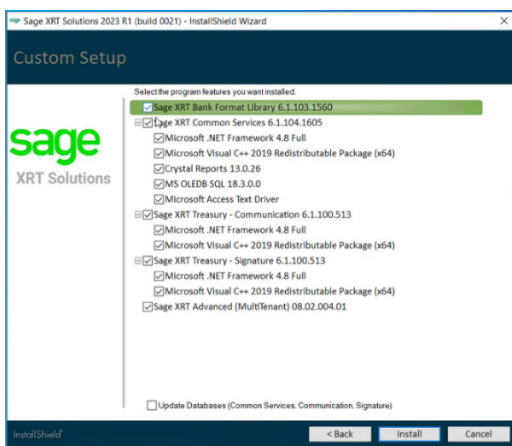 Sage XRT Solutions 2023 R1 (build 0021) - InstallShield Wizard
Custom Setup
Select the program features you want installed.
Sage XRT Bank Format Library 6.1.103.1560
Sage XRT Common Services 6.1.104.1605
Microsoft .NET Framework 4.8 Full
Microsoft Visual C++ 2019 Redistributable Package (x64)
Crystal Reports 13.0.26
MS OLEDB SQL 18.3.0.0
Microsoft Access Text Driver
Sage XRT Treasury - Communication 6.1.100.513
Microsoft .NET Framework 4.8 Full
Microsoft Visual C++ 2019 Redistributable Package (x64)
Sage XRT Treasury - Signature 6.1.100.513
Microsoft .NET Framework 4.8 Full
Microsoft Visual C++ 2019 Redistributable Package (x64)
Sage XRT Advanced (MultiTenant) 08.02.004.01
sage
XRT Solutions
Update Databases (Common Services, Communication, Signature)
InstallShield
< Back
Install
Cancel